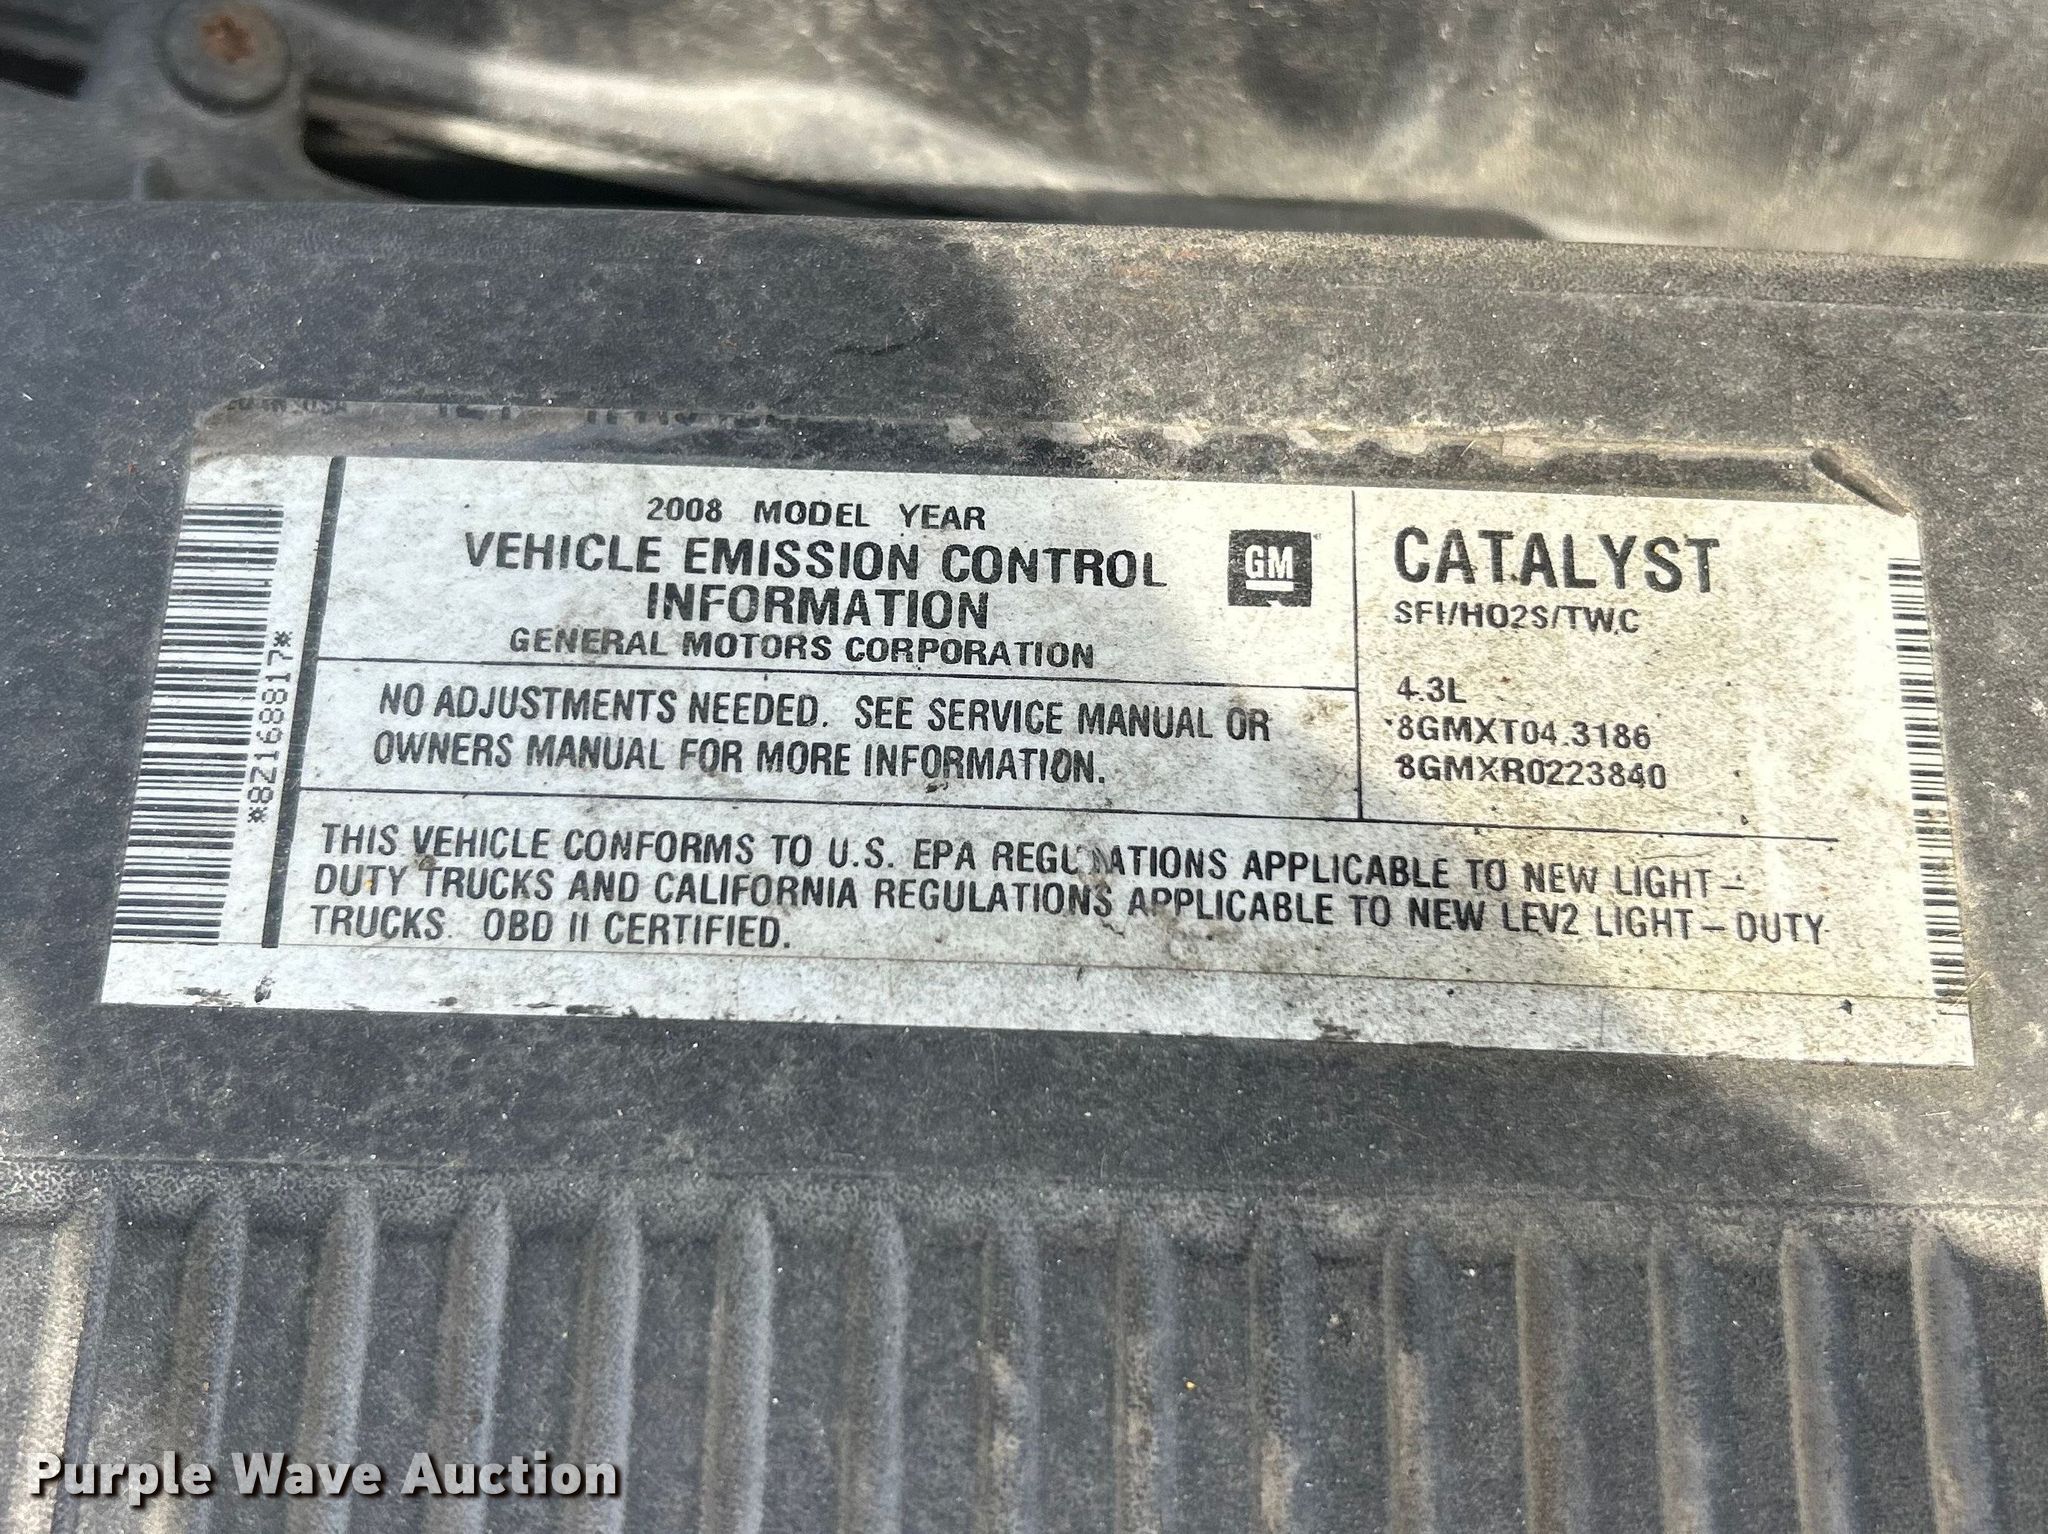 2008 MODEL YEAR
VEHICLE EMISSION CONTROL
INFORMATION
GENERAL MOTORS CORPORATION
GM
NO ADJUSTMENTS NEEDED. SEE SERVICE MANUAL OR
OWNERS MANUAL FOR MORE INFORMATION.
CATALYST
SFI/HO2S/TWC
4.3L
8GMXT04.3186
8GMXR0223840
THIS VEHICLE CONFORMS TO U.S. EPA REGULATIONS APPLICABLE TO NEW LIGHT-
DUTY TRUCKS AND CALIFORNIA REGULATIONS APPLICABLE TO NEW LEV2 LIGHT-DUTY
TRUCKS. OBD II CERTIFIED.
*82168817*
Purple Wave Auction